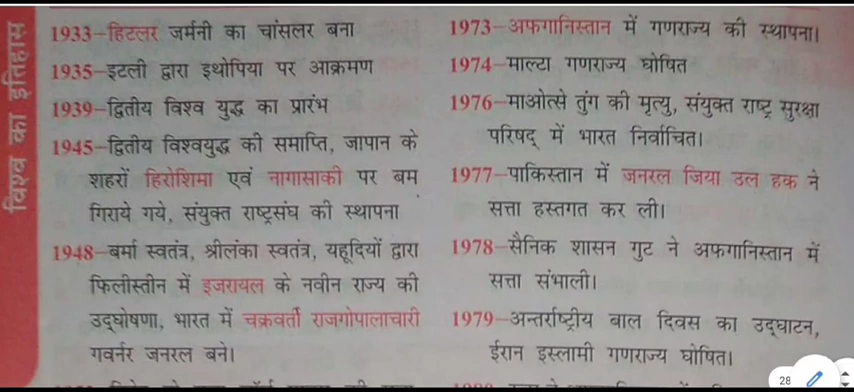 विश्व का इतिहास
1933–हिटलर जर्मनी का चांसलर बना
1935–इटली द्वारा इथोपिया पर आक्रमण
1939–द्वितीय विश्व युद्ध का प्रारंभ
1945–द्वितीय विश्वयुद्ध की समाप्ति, जापान के
शहरों हिरोशिमा एवं नागासाकी पर बम
गिराये गये, संयुक्त राष्ट्रसंघ की स्थापना
1948–बर्मा स्वतंत्र, श्रीलंका स्वतंत्र, यहूदियों द्वारा
फिलीस्तीन में इजरायल के नवीन राज्य की
उद्घोषणा, भारत में चक्रवर्ती राजगोपालाचारी
गवर्नर जनरल बने।
1973–अफगानिस्तान में गणराज्य की स्थापना।
1974–माल्टा गणराज्य घोषित
1976–माओत्से तुंग की मृत्यु, संयुक्त राष्ट्र सुरक्षा
परिषद् में भारत निर्वाचित।
1977–पाकिस्तान में जनरल जिया उल हक ने
सत्ता हस्तगत कर ली।
1978–सैनिक शासन गुट ने अफगानिस्तान में
सत्ता संभाली।
1979–अन्तर्राष्ट्रीय बाल दिवस का उद्घाटन,
ईरान इस्लामी गणराज्य घोषित।
28